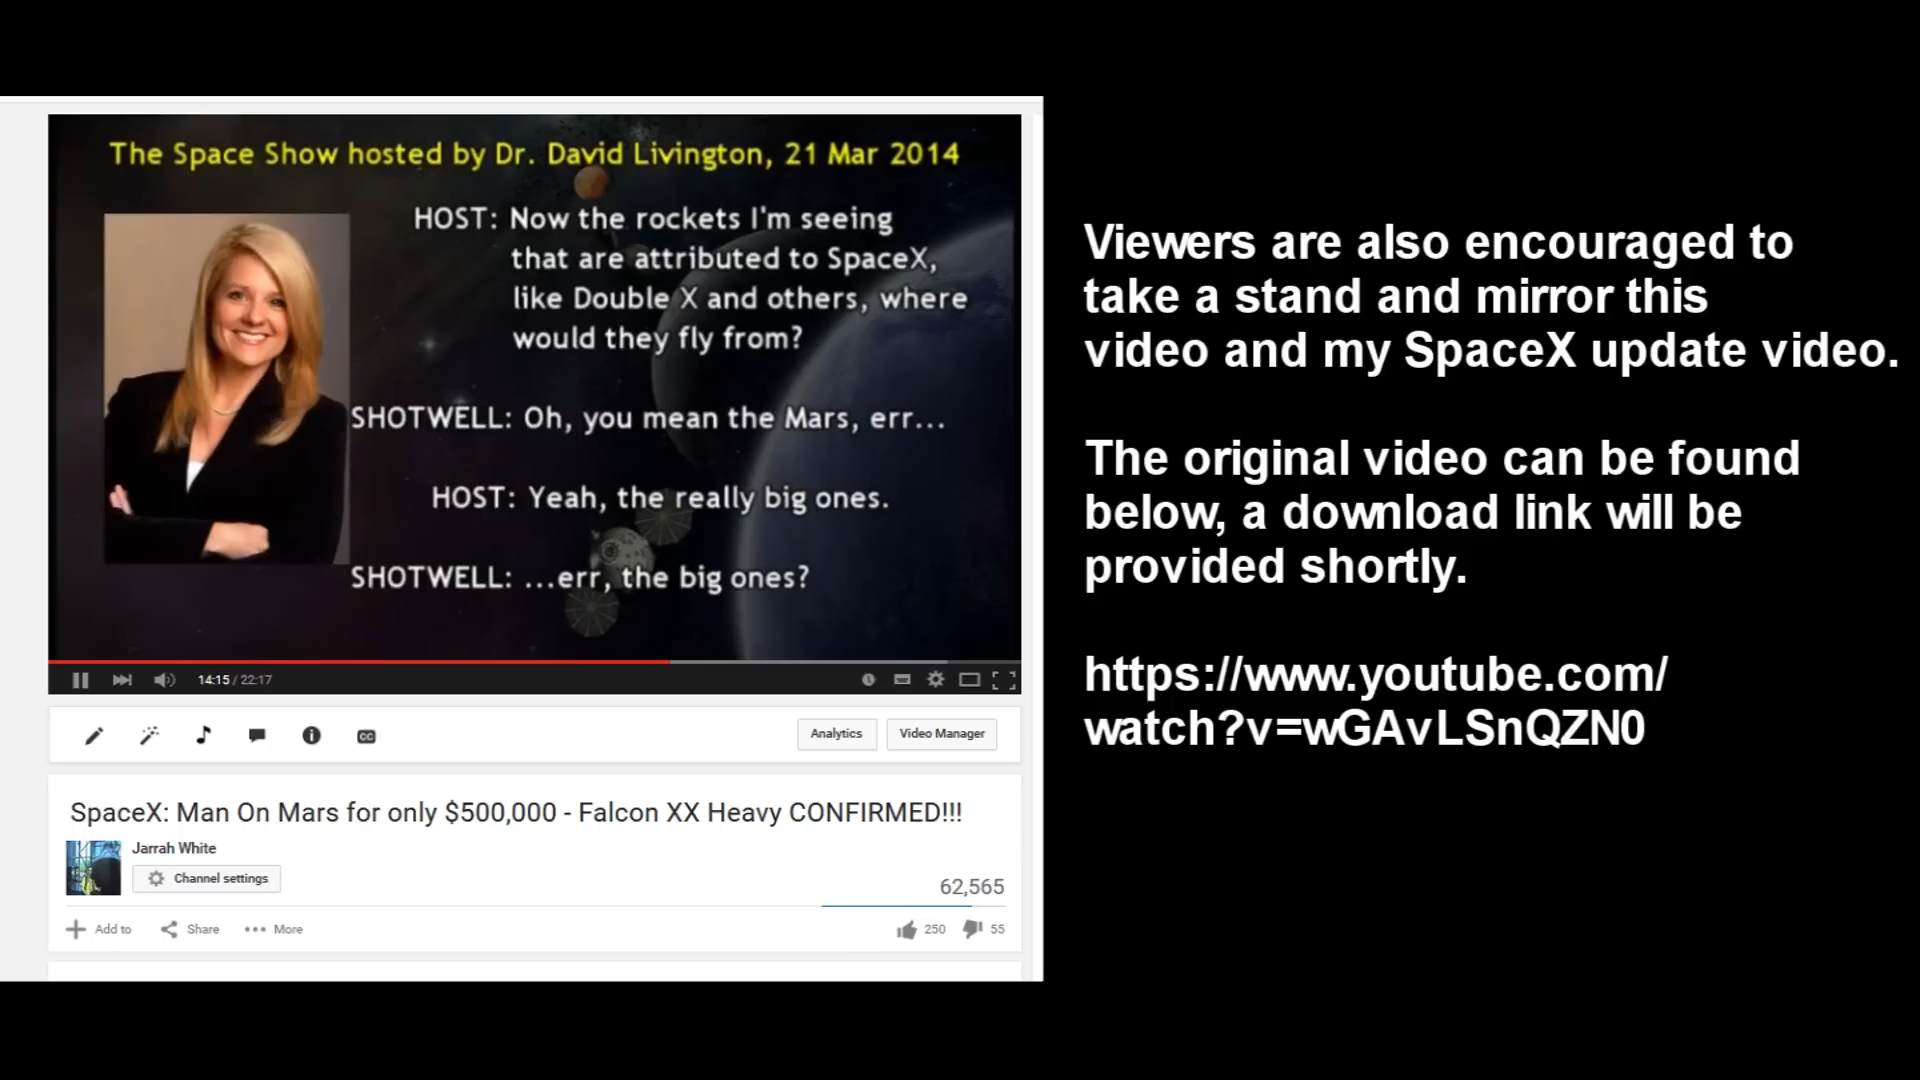 The Space Show hosted by Dr. David Livington, 21 Mar 2014
HOST: Now the rockets I'm seeing
that are attributed to SpaceX,
like Double X and others, where
would they fly from?
SHOTWELL: Oh, you mean the Mars, err...
HOST: Yeah, the really big ones.
SHOTWELL: ...err, the big ones?
14:15 / 22:17
CC
Analytics
Video Manager
SpaceX: Man On Mars for only $500,000 - Falcon XX Heavy CONFIRMED!!!
Jarrah White
Channel settings
62,565
Add to
Share
More
250
55
Viewers are also encouraged to
take a stand and mirror this
video and my SpaceX update video.
The original video can be found
below, a download link will be
provided shortly.
https://www.youtube.com/
watch?v=wGAvLSnQZN0